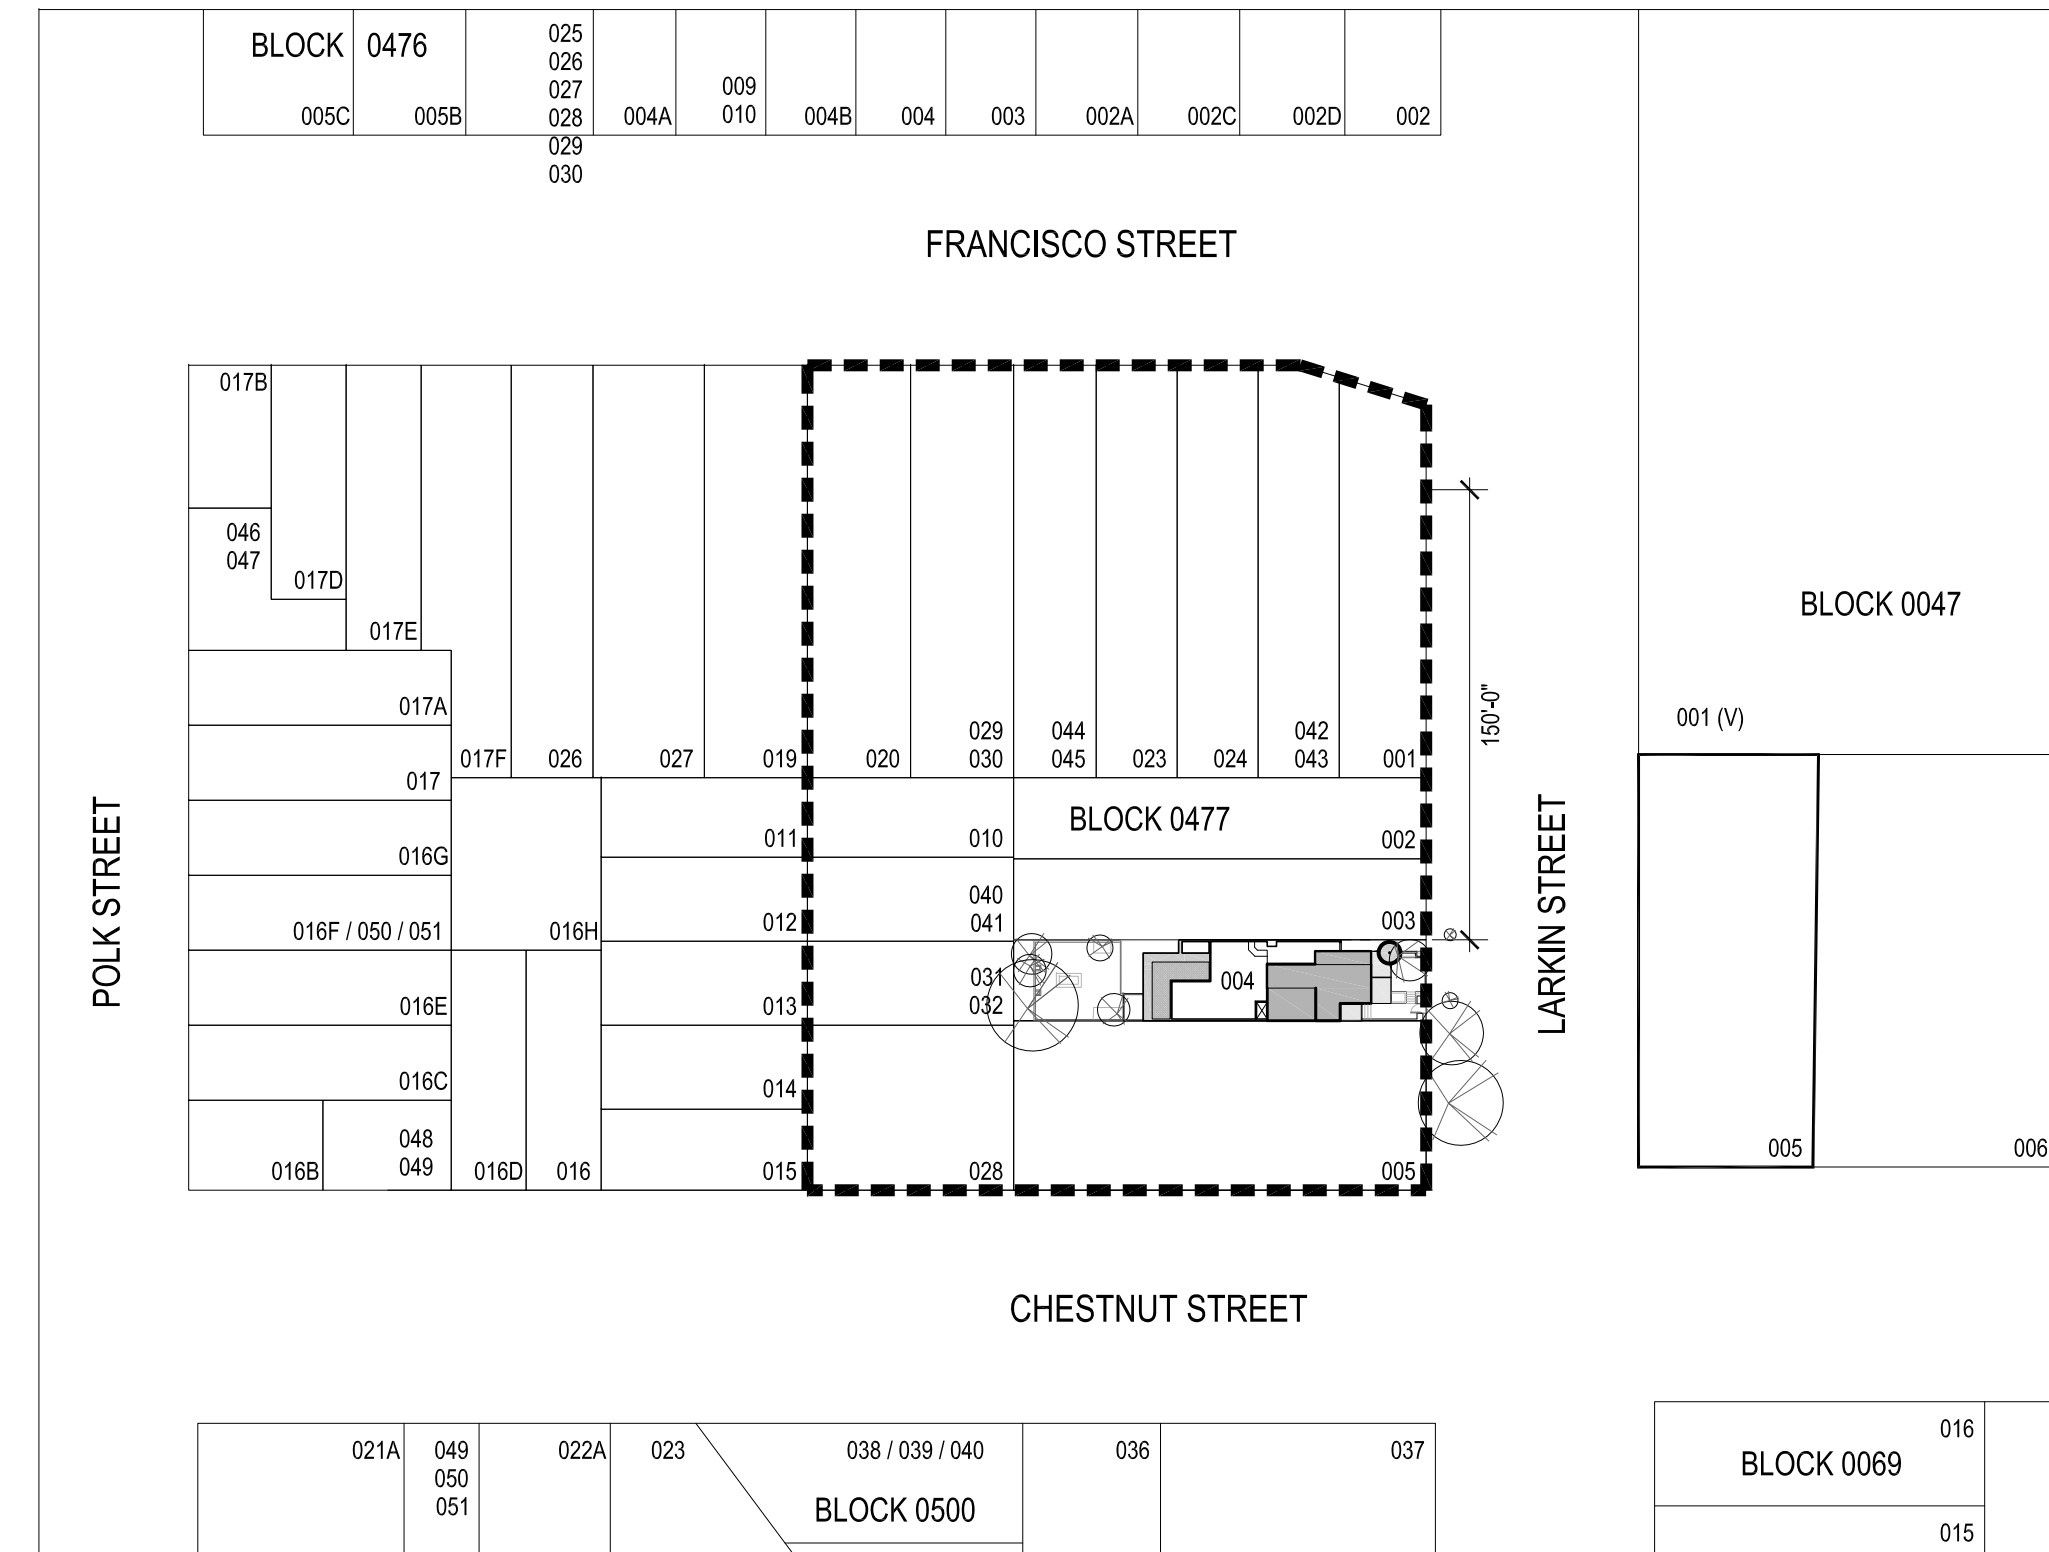 BLOCK 0476
025
026
027
028
029
030
005C
005B
004A
009
010
004B
004
003
002A
002C
002D
002
FRANCISCO STREET
017B
046
047
017D
017E
017A
017
016G
016F / 050 / 051
016E
016C
016B
048
049
017F
026
027
019
016H
016D
016
011
012
013
014
015
020
029
030
044
045
023
024
042
043
001
BLOCK 0477
010
002
040
041
003
031
032
004
028
005
150'-0"
POLK STREET
LARKIN STREET
BLOCK 0047
001 (V)
005
006
CHESTNUT STREET
021A
049
050
051
022A
023
038 / 039 / 040
BLOCK 0500
036
037
016
BLOCK 0069
015